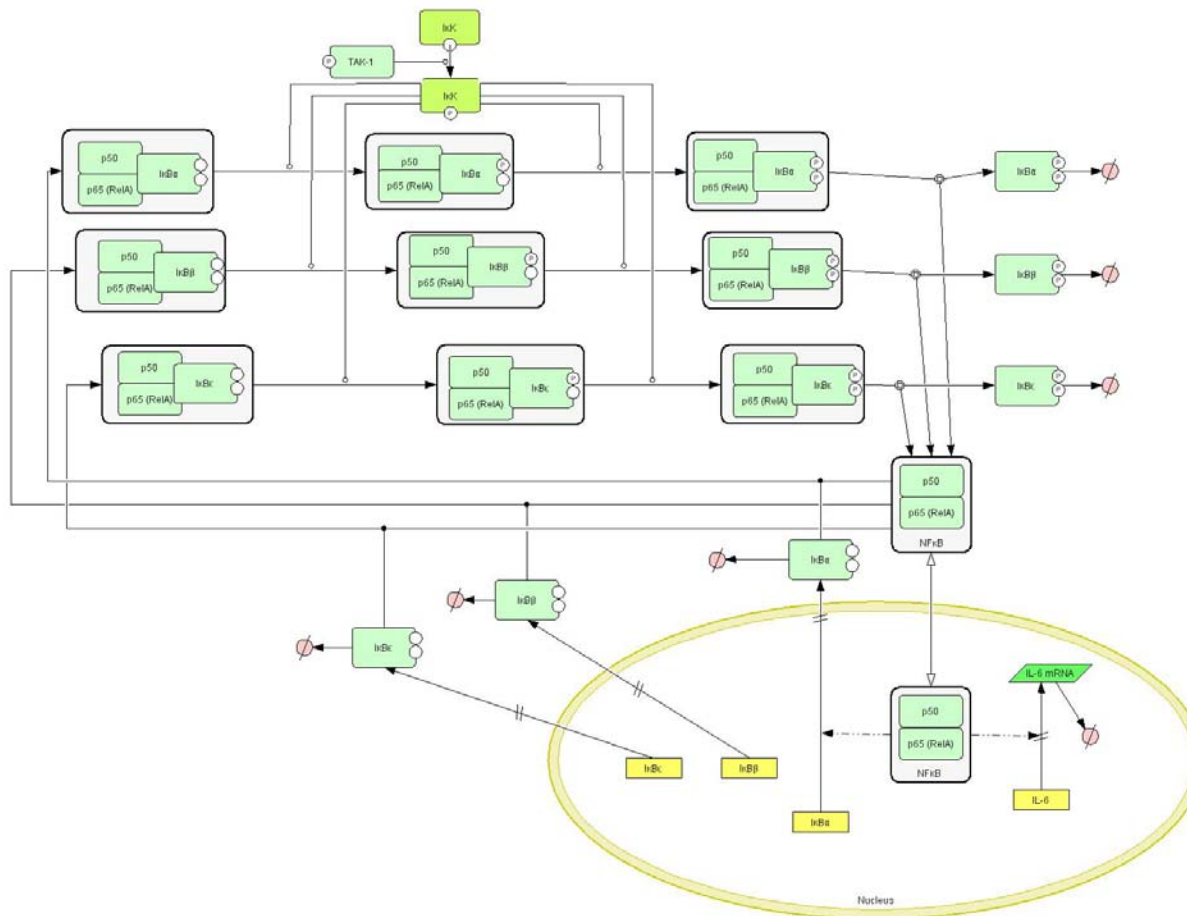 IκK
P
TAK-1
IκK
P
p50
p65 (RelA)
IκBα
p50
p65 (RelA)
IκBα
P
p50
p65 (RelA)
IκBα
P
P
IκBα
P
P
p50
p65 (RelA)
IκBβ
p50
p65 (RelA)
IκBβ
P
p50
p65 (RelA)
IκBβ
P
P
IκBβ
P
P
p50
p65 (RelA)
IκBε
p50
p65 (RelA)
IκBε
P
p50
p65 (RelA)
IκBε
P
P
IκBε
P
P
p50
p65 (RelA)
NFκB
IκBα
IκBβ
IκBε
IL-6 mRNA
p50
p65 (RelA)
NFκB
IκBε
IκBβ
IκBα
IL-6
Nucleus